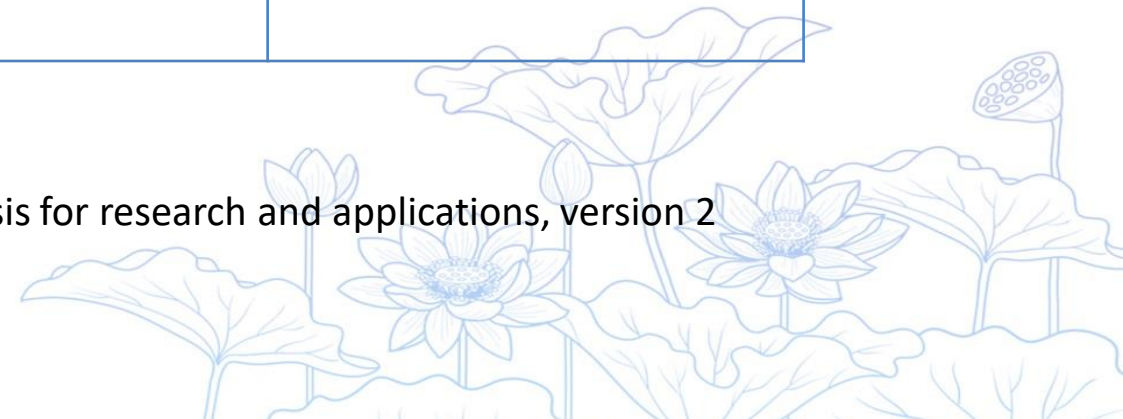 sis for research and applications, version 2